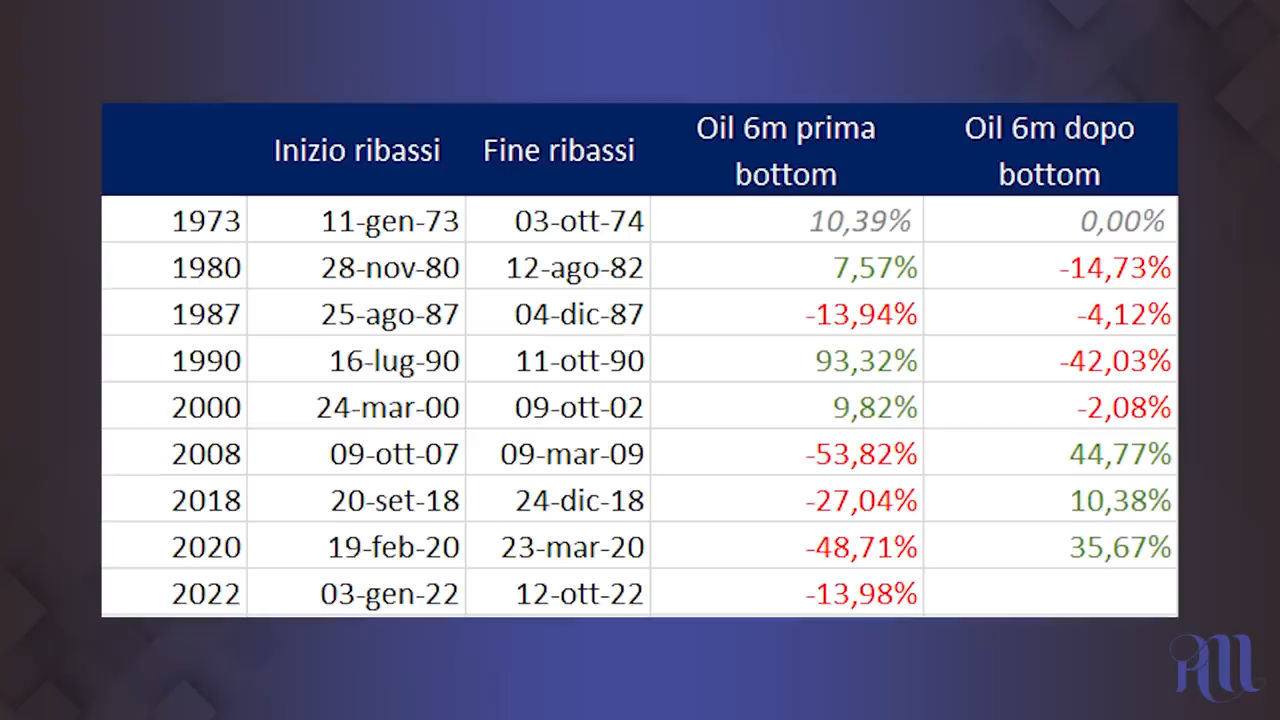 Inizio ribassi Fine ribassi Oil 6m prima bottom Oil 6m dopo bottom
1973 11-gen-73 03-ott-74 10,39% 0,00%
1980 28-nov-80 12-ago-82 7,57% -14,73%
1987 25-ago-87 04-dic-87 -13,94% -4,12%
1990 16-lug-90 11-ott-90 93,32% -42,03%
2000 24-mar-00 09-ott-02 9,82% -2,08%
2008 09-ott-07 09-mar-09 -53,82% 44,77%
2018 20-set-18 24-dic-18 -27,04% 10,38%
2020 19-feb-20 23-mar-20 -48,71% 35,67%
2022 03-gen-22 12-ott-22 -13,98%